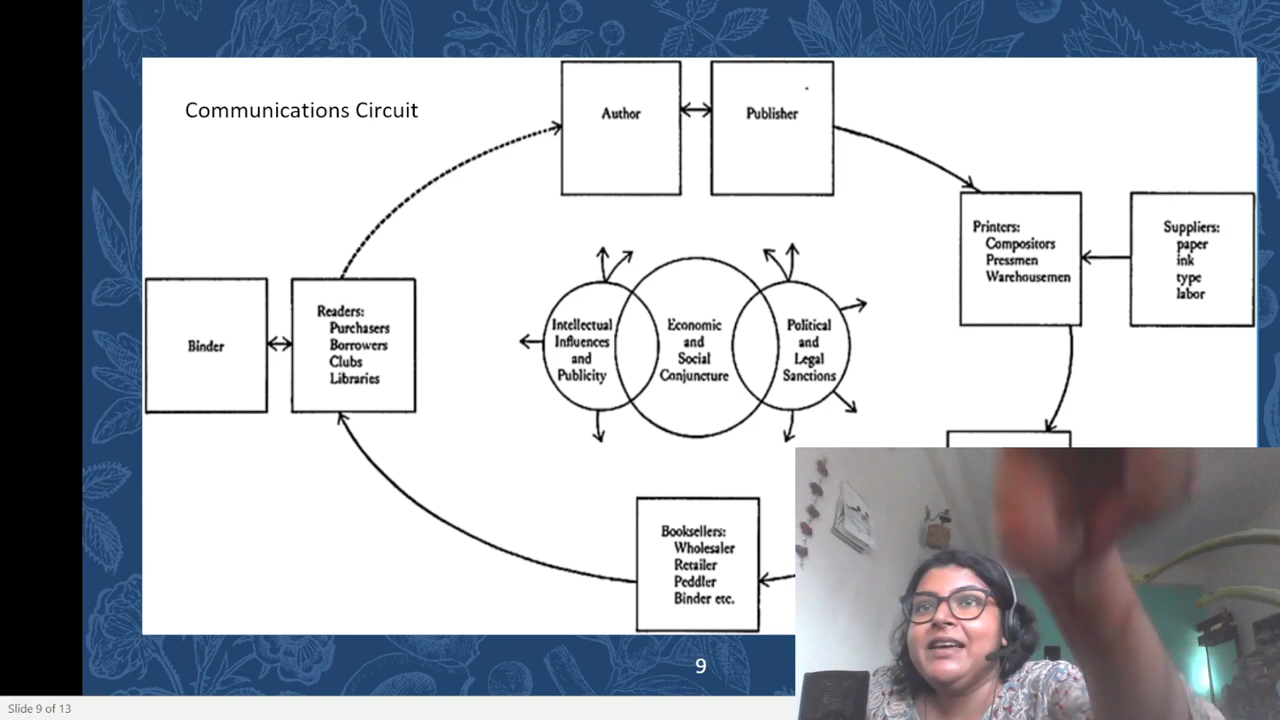 Communications Circuit
Author
Publisher
Printers:
Compositors
Pressmen
Warehousemen
Suppliers:
paper
ink
type
labor
Binder
Readers:
Purchasers
Borrowers
Clubs
Libraries
Intellectual
Influences
and
Publicity
Economic
and
Social
Conjuncture
Political
and
Legal
Sanctions
Booksellers:
Wholesaler
Retailer
Peddler
Binder etc.
9
Slide 9 of 13